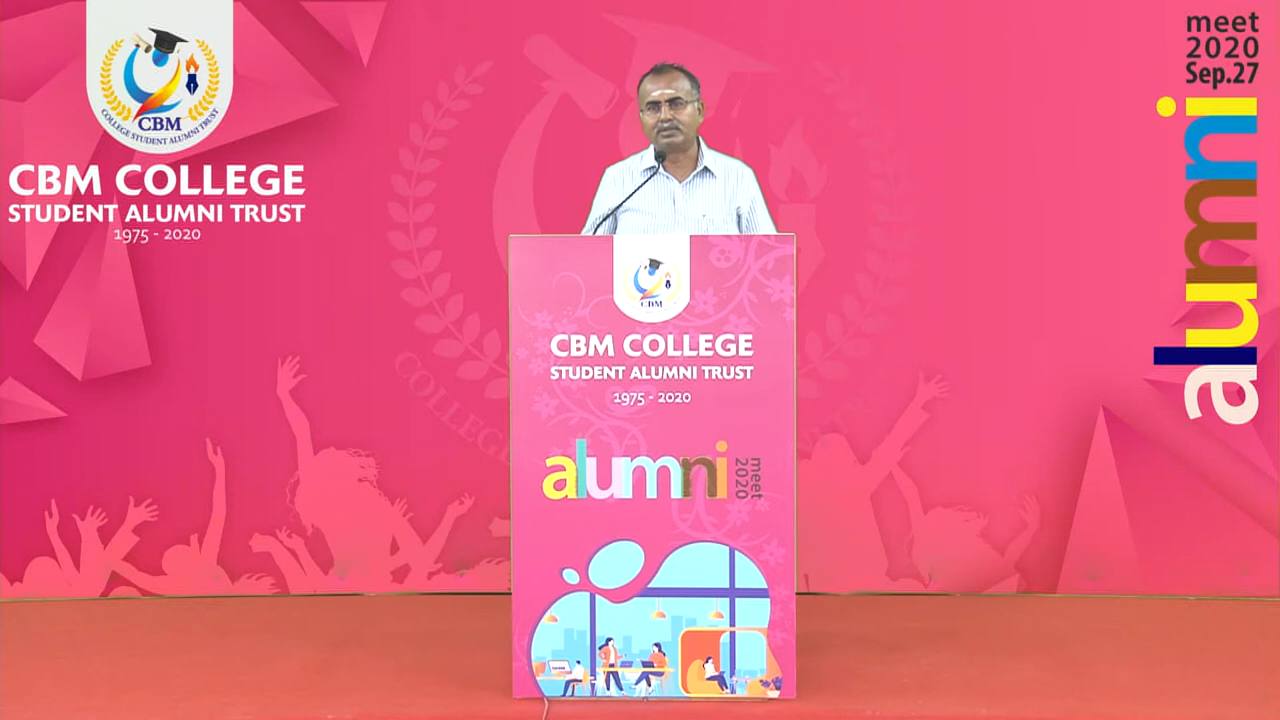 COLLEGE STUDENT ALUMNI TRUST
CBM
CBM COLLEGE
STUDENT ALUMNI TRUST
1975 - 2020
meet
2020
Sep.27
alumni
CBM
CBM COLLEGE
STUDENT ALUMNI TRUST
1975 - 2020
alumni
meet
2020
COLLEGE